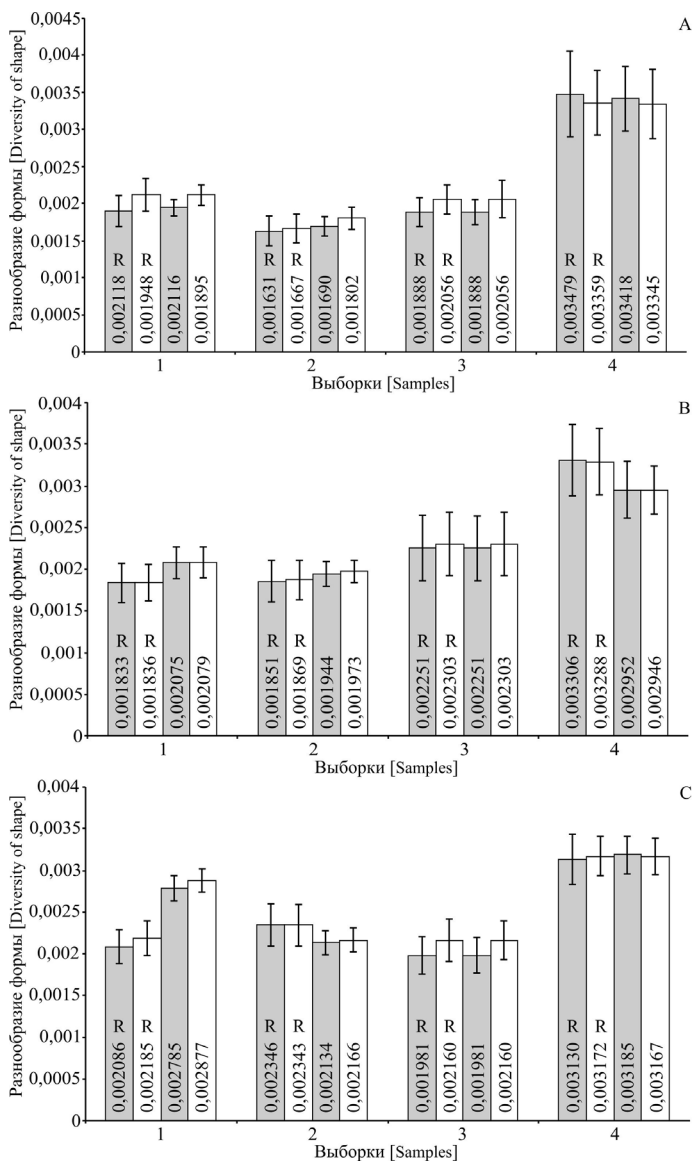 A
Разнообразие формы [Diversity of shape]
0,0045
0,004
0,0035
0,003
0,0025
0,002
0,0015
0,001
0,0005
0
0,002118 R
0,001948 R
0,002116
0,001895
0,001631 R
0,001667 R
0,001690
0,001802
0,001888 R
0,002056 R
0,001888
0,002056
0,003479 R
0,003359 R
0,003418
0,003345
1 2 3 4
Выборки [Samples]
B
Разнообразие формы [Diversity of shape]
0,004
0,0035
0,003
0,0025
0,002
0,0015
0,001
0,0005
0
0,001833 R
0,001836 R
0,002075
0,002079
0,001851 R
0,001869 R
0,001944
0,001973
0,002251 R
0,002303 R
0,002251
0,002303
0,003306 R
0,003288 R
0,002952
0,002946
1 2 3 4
Выборки [Samples]
C
Разнообразие формы [Diversity of shape]
0,004
0,0035
0,003
0,0025
0,002
0,0015
0,001
0,0005
0
0,002086 R
0,002185 R
0,002785
0,002877
0,002346 R
0,002343 R
0,002134
0,002166
0,001981 R
0,002160 R
0,001981
0,002160
0,003130 R
0,003172 R
0,003185
0,003167
1 2 3 4
Выборки [Samples]